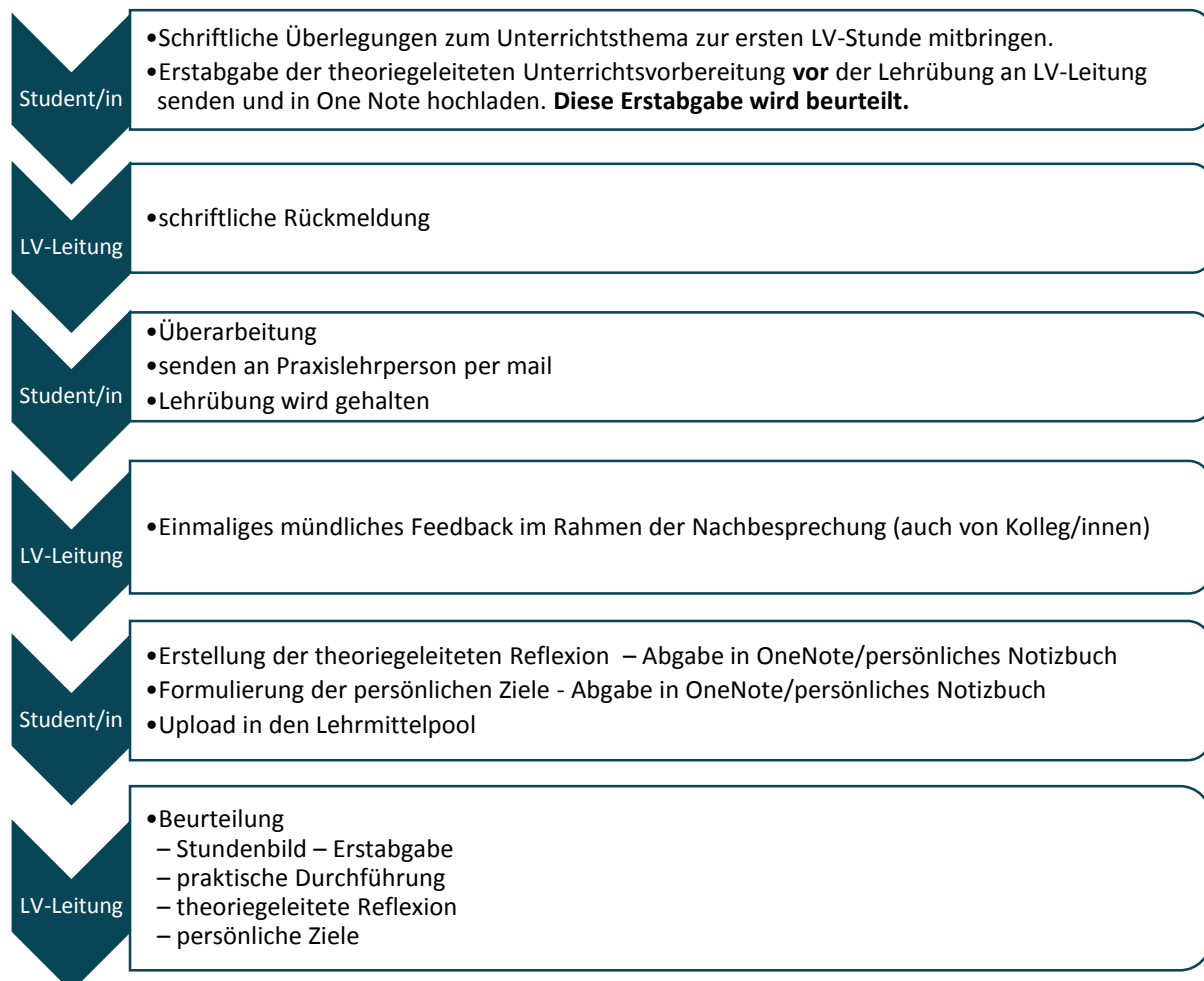 Student/in
•Schriftliche Überlegungen zum Unterrichtsthema zur ersten LV-Stunde mitbringen.
•Erstabgabe der theoriegeleiteten Unterrichtsvorbereitung vor der Lehrübung an LV-Leitung
senden und in One Note hochladen. Diese Erstabgabe wird beurteilt.
LV-Leitung
•schriftliche Rückmeldung
Student/in
•Überarbeitung
•senden an Praxislehrperson per mail
•Lehrübung wird gehalten
LV-Leitung
•Einmaliges mündliches Feedback im Rahmen der Nachbesprechung (auch von Kolleg/innen)
Student/in
•Erstellung der theoriegeleiteten Reflexion – Abgabe in OneNote/persönliches Notizbuch
•Formulierung der persönlichen Ziele - Abgabe in OneNote/persönliches Notizbuch
•Upload in den Lehrmittelpool
LV-Leitung
•Beurteilung
– Stundenbild – Erstabgabe
– praktische Durchführung
– theoriegeleitete Reflexion
– persönliche Ziele